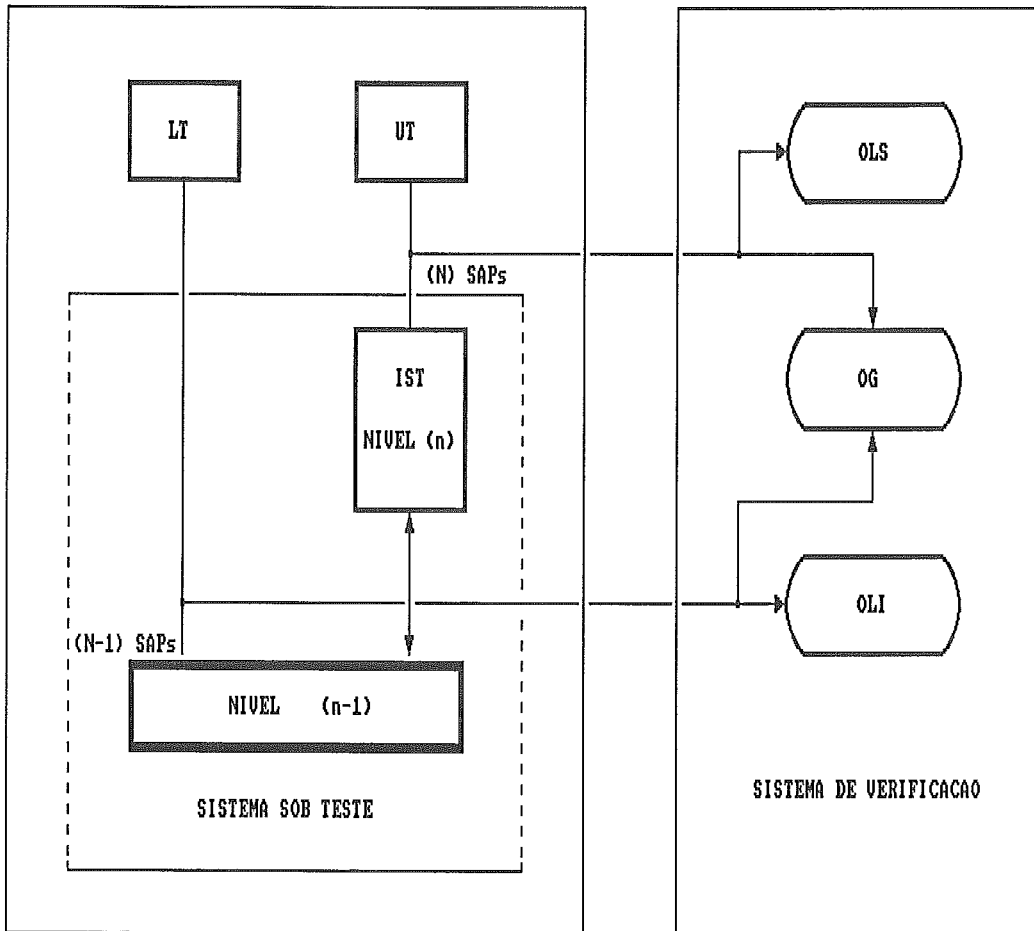 LT
UT
OLS
(N) SAPs
IST
NIVEL (n)
OG
OLI
(N-1) SAPs
NIVEL (n-1)
SISTEMA SOB TESTE
SISTEMA DE VERIFICACAO